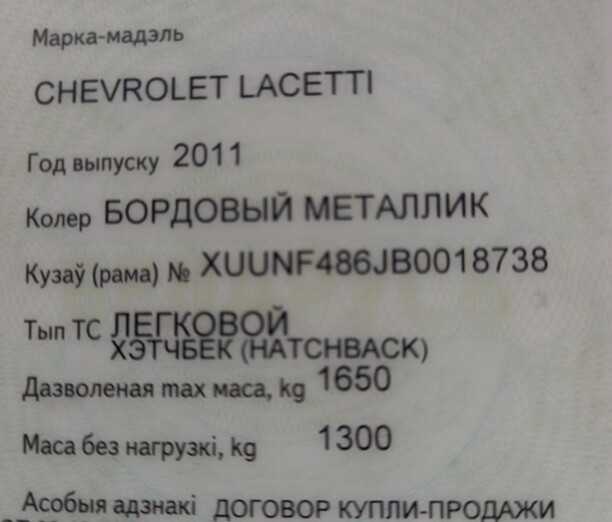 Марка-мадэль
CHEVROLET LACETTI
Год выпуску 2011
Колер БОРДОВЫЙ МЕТАЛЛИК
Кузаў (рама) № XUUNF486JB0018738
Тып ТС ЛЕГКОВОЙ
ХЭТЧБЕК (HATCHBACK)
Дазволеная max маса, kg 1650
Маса без нагрузкі, kg 1300
Асобыя адзнакі ДОГОВОР КУПЛИ-ПРОДАЖИ